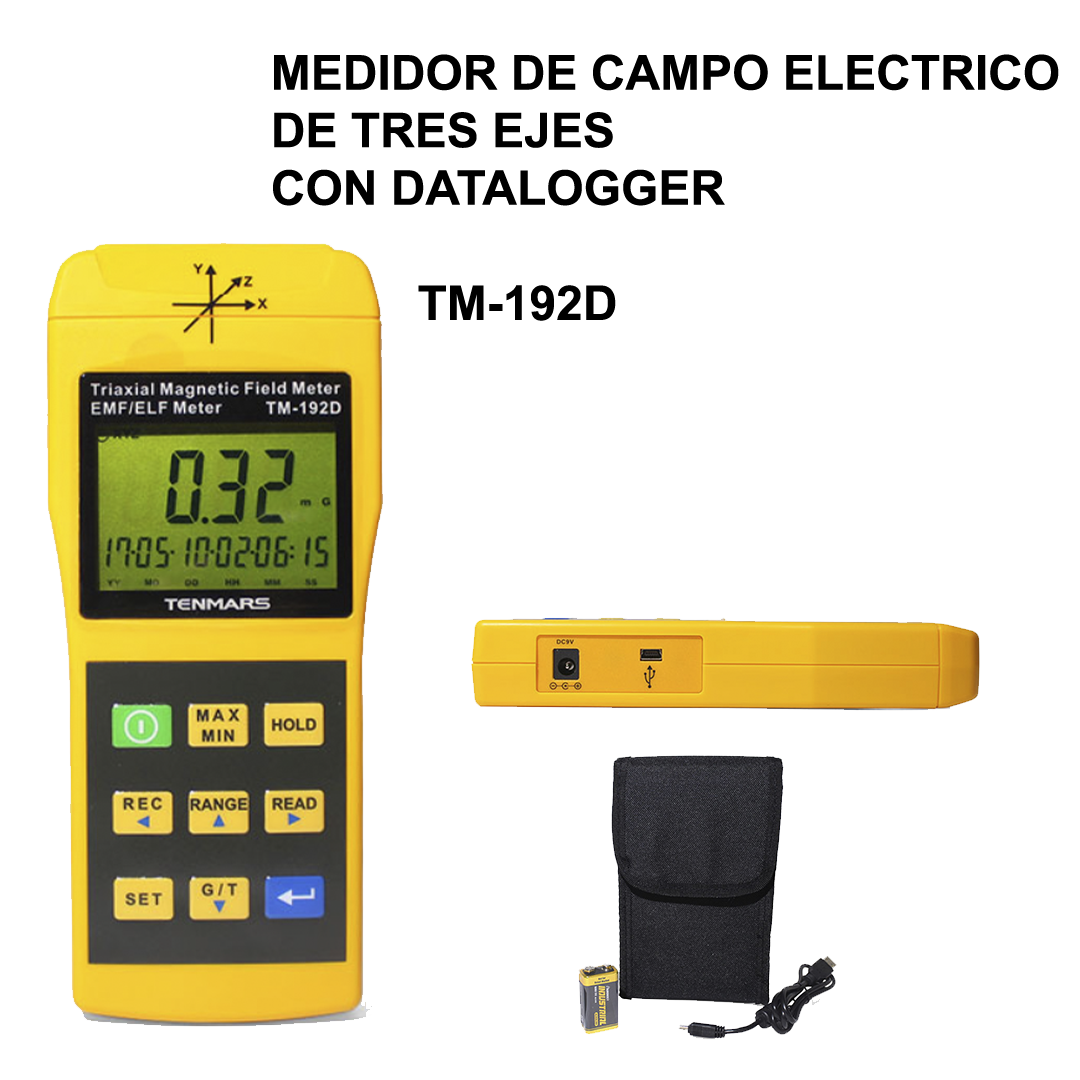 MEDIDOR DE CAMPO ELECTRICO
DE TRES EJES
CON DATALOGGER
TM-192D
Y
Z
X
Triaxial Magnetic Field Meter
EMF/ELF Meter TM-192D
0.32 m G
17-05-10-02-06:15
YY MO DD HH MM SS
TENMARS
MAX MIN
HOLD
REC
RANGE
READ
SET
G/T
DC9V
INDUSTRIAL